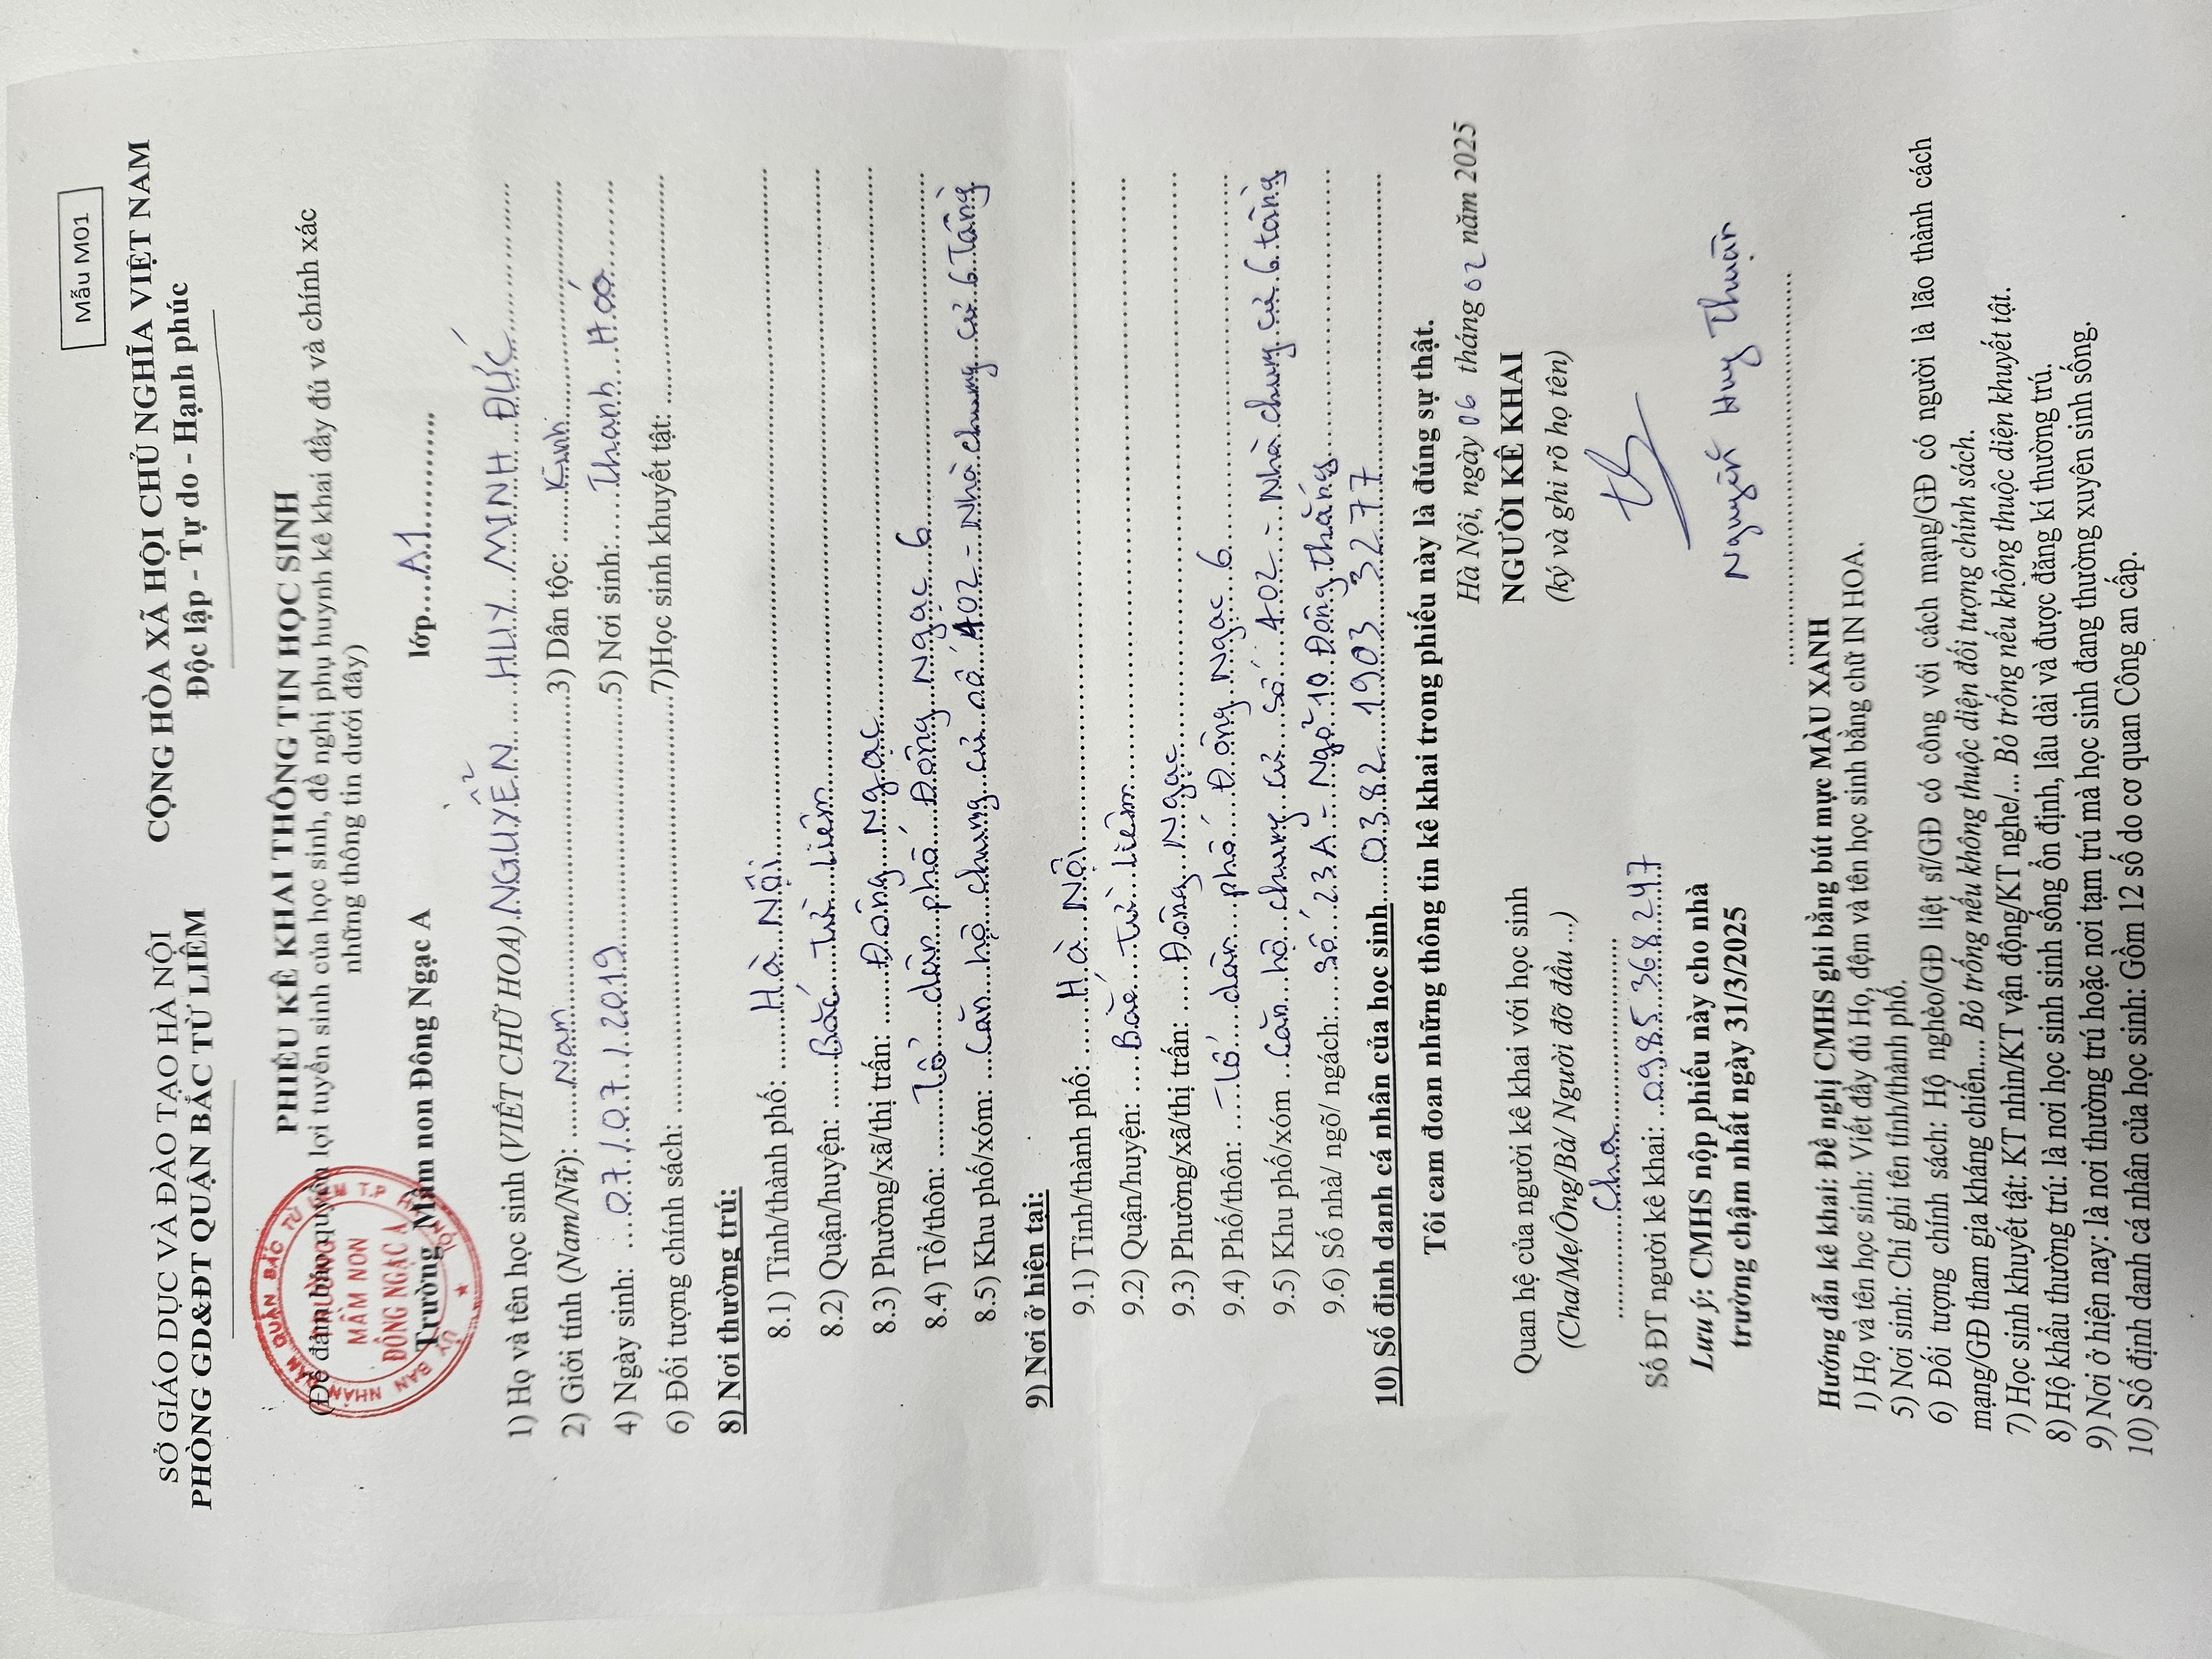 Mẫu M01
SỞ GIÁO DỤC VÀ ĐÀO TẠO HÀ NỘI
PHÒNG GD&ĐT QUẬN BẮC TỪ LIÊM
CỘNG HÒA XÃ HỘI CHỦ NGHĨA VIỆT NAM
Độc lập - Tự do - Hạnh phúc
PHIẾU KÊ KHAI THÔNG TIN HỌC SINH
(Để đảm bảo quyền lợi tuyển sinh của học sinh, đề nghị phụ huynh kê khai đầy đủ và chính xác
những thông tin dưới đây)
ỦY BAN NHÂN DÂN QUẬN BẮC TỪ LIÊM T.P HÀ NỘI
TRƯỜNG
MẦM NON
ĐÔNG NGẠC A
Trường Mầm non Đông Ngạc A lớp....A1............
1) Họ và tên học sinh (VIẾT CHỮ HOA) NGUYỄN HUY MINH ĐỨC
2) Giới tính (Nam/Nữ): Nam 3) Dân tộc: Kinh
4) Ngày sinh: 07/07/2019 5) Nơi sinh: Thanh Hoá
6) Đối tượng chính sách: 7)Học sinh khuyết tật:
8) Nơi thường trú:
8.1) Tỉnh/thành phố: Hà Nội
8.2) Quận/huyện: Bắc Từ Liêm
8.3) Phường/xã/thị trấn: Đông Ngạc
8.4) Tổ/thôn: Tổ dân phố Đông Ngạc 6
8.5) Khu phố/xóm: Căn hộ chung cư số 402 - Nhà chung cư 6 Tầng
9) Nơi ở hiện tại:
9.1) Tỉnh/thành phố: Hà Nội
9.2) Quận/huyện: Bắc Từ Liêm
9.3) Phường/xã/thị trấn: Đông Ngạc
9.4) Phố/thôn: Tổ dân phố Đông Ngạc 6
9.5) Khu phố/xóm Căn hộ chung cư số 402 - Nhà chung cư 6 tầng
9.6) Số nhà/ ngõ/ ngách: Số 23A - Ngõ 10 Đông Thắng
10) Số định danh cá nhân của học sinh 0382 1903 3277
Tôi cam đoan những thông tin kê khai trong phiếu này là đúng sự thật.
Hà Nội, ngày 06 tháng 02 năm 2025
Quan hệ của người kê khai với học sinh
(Cha/Mẹ/Ông/Bà/ Người đỡ đầu ...)
Cha
Số ĐT người kê khai: 0985 368 247
Lưu ý: CMHS nộp phiếu này cho nhà
trường chậm nhất ngày 31/3/2025
NGƯỜI KÊ KHAI
(ký và ghi rõ họ tên)
Nguyễn Huy Thuận
Hướng dẫn kê khai: Đề nghị CMHS ghi bằng bút mực MÀU XANH
1) Họ và tên học sinh: Viết đầy đủ Họ, đệm và tên học sinh bằng chữ IN HOA.
5) Nơi sinh: Chỉ ghi tên tỉnh/thành phố.
6) Đối tượng chính sách: Hộ nghèo/GĐ liệt sĩ/GĐ có công với cách mạng/GĐ có người là lão thành cách
mạng/GĐ tham gia kháng chiến.... Bỏ trống nếu không thuộc diện đối tượng chính sách.
7) Học sinh khuyết tật: KT nhìn/KT vận động/KT nghe/... Bỏ trống nếu không thuộc diện khuyết tật.
8) Hộ khẩu thường trú: là nơi học sinh sinh sống ổn định, lâu dài và được đăng kí thường trú.
9) Nơi ở hiện nay: là nơi thường trú hoặc nơi tạm trú mà học sinh đang thường xuyên sinh sống.
10) Số định danh cá nhân của học sinh: Gồm 12 số do cơ quan Công an cấp.